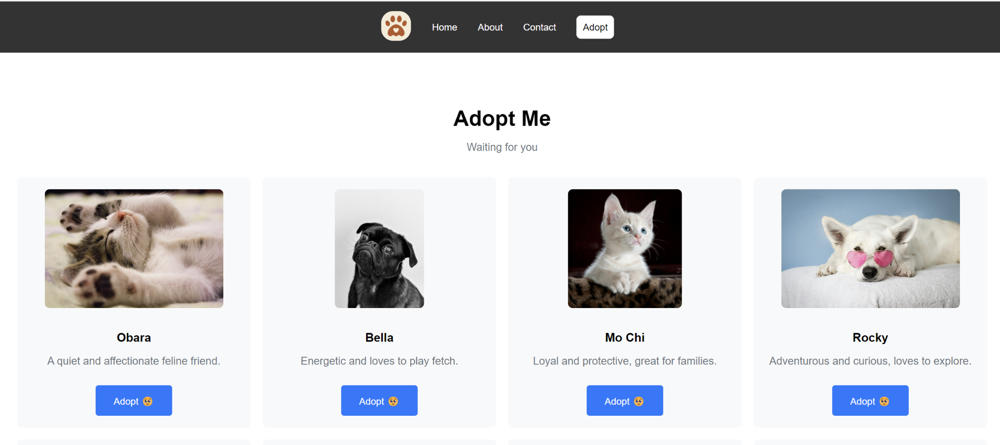 Home About Contact Adopt
Adopt Me
Waiting for you
Obara
A quiet and affectionate feline friend.
Adopt 🥺
Bella
Energetic and loves to play fetch.
Adopt 🥺
Mo Chi
Loyal and protective, great for families.
Adopt 🥺
Rocky
Adventurous and curious, loves to explore.
Adopt 🥺